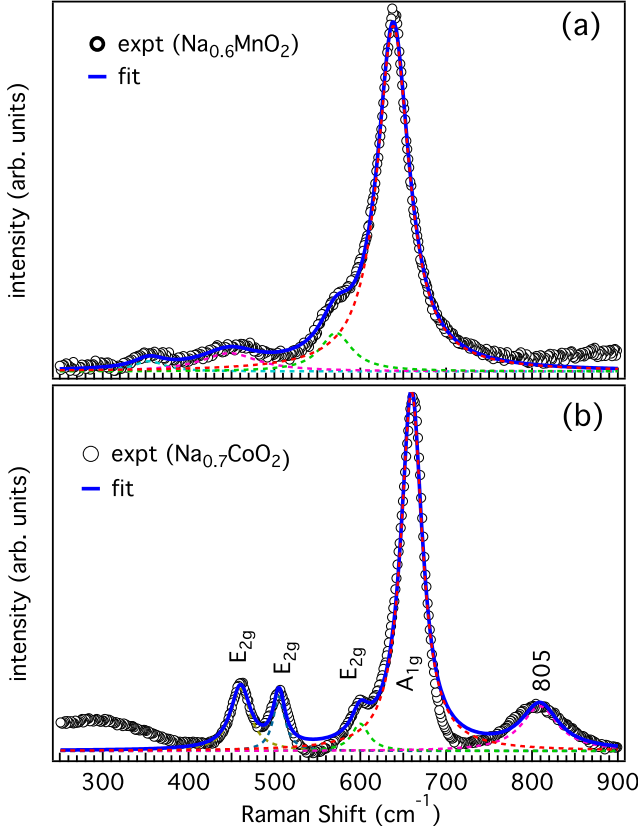 (a)
expt (Na0.6MnO2)
fit
intensity (arb. units)
(b)
expt (Na0.7CoO2)
fit
intensity (arb. units)
E2g
E2g
E2g
A1g
805
300 400 500 600 700 800 900
Raman Shift (cm-1)